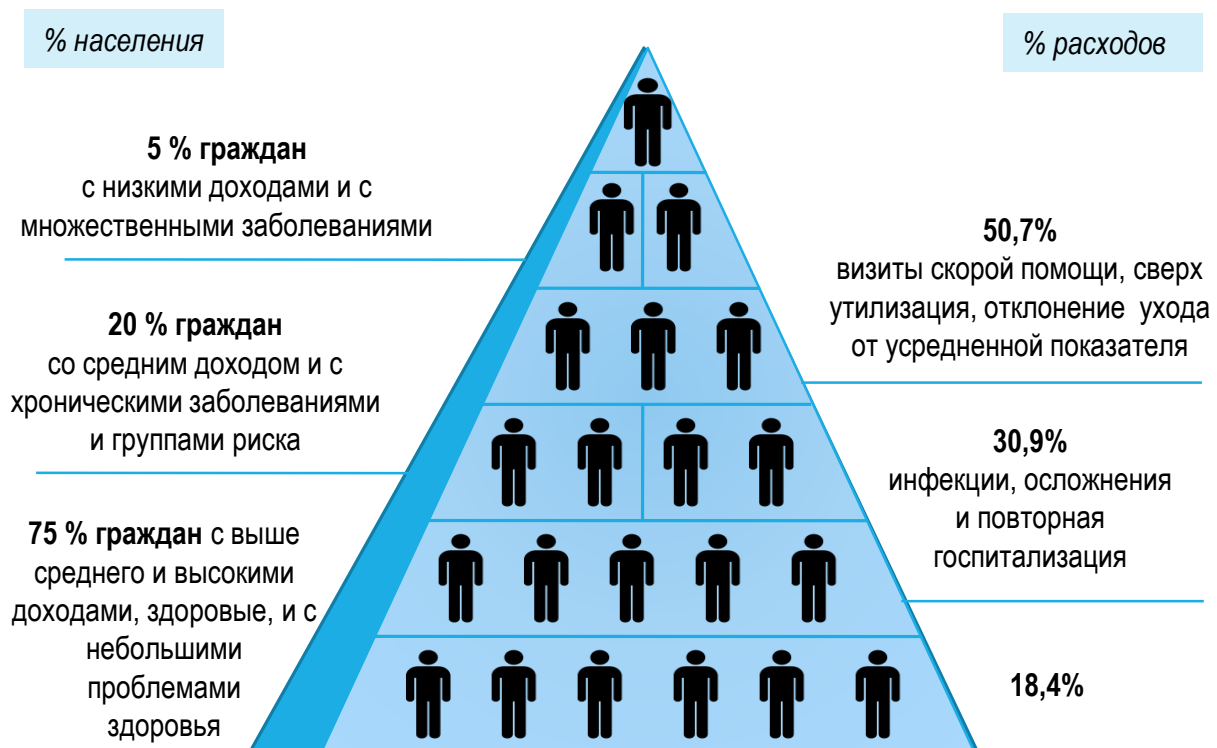 % населения
5 % граждан
с низкими доходами и с
множественными заболеваниями
20 % граждан
со средним доходом и с
хроническими заболеваниями
и группами риска
75 % граждан с выше
среднего и высокими
доходами, здоровые, и с
небольшими
проблемами
здоровья
% расходов
50,7%
визиты скорой помощи, сверх
утилизация, отклонение ухода
от усредненной показателя
30,9%
инфекции, осложнения
и повторная
госпитализация
18,4%